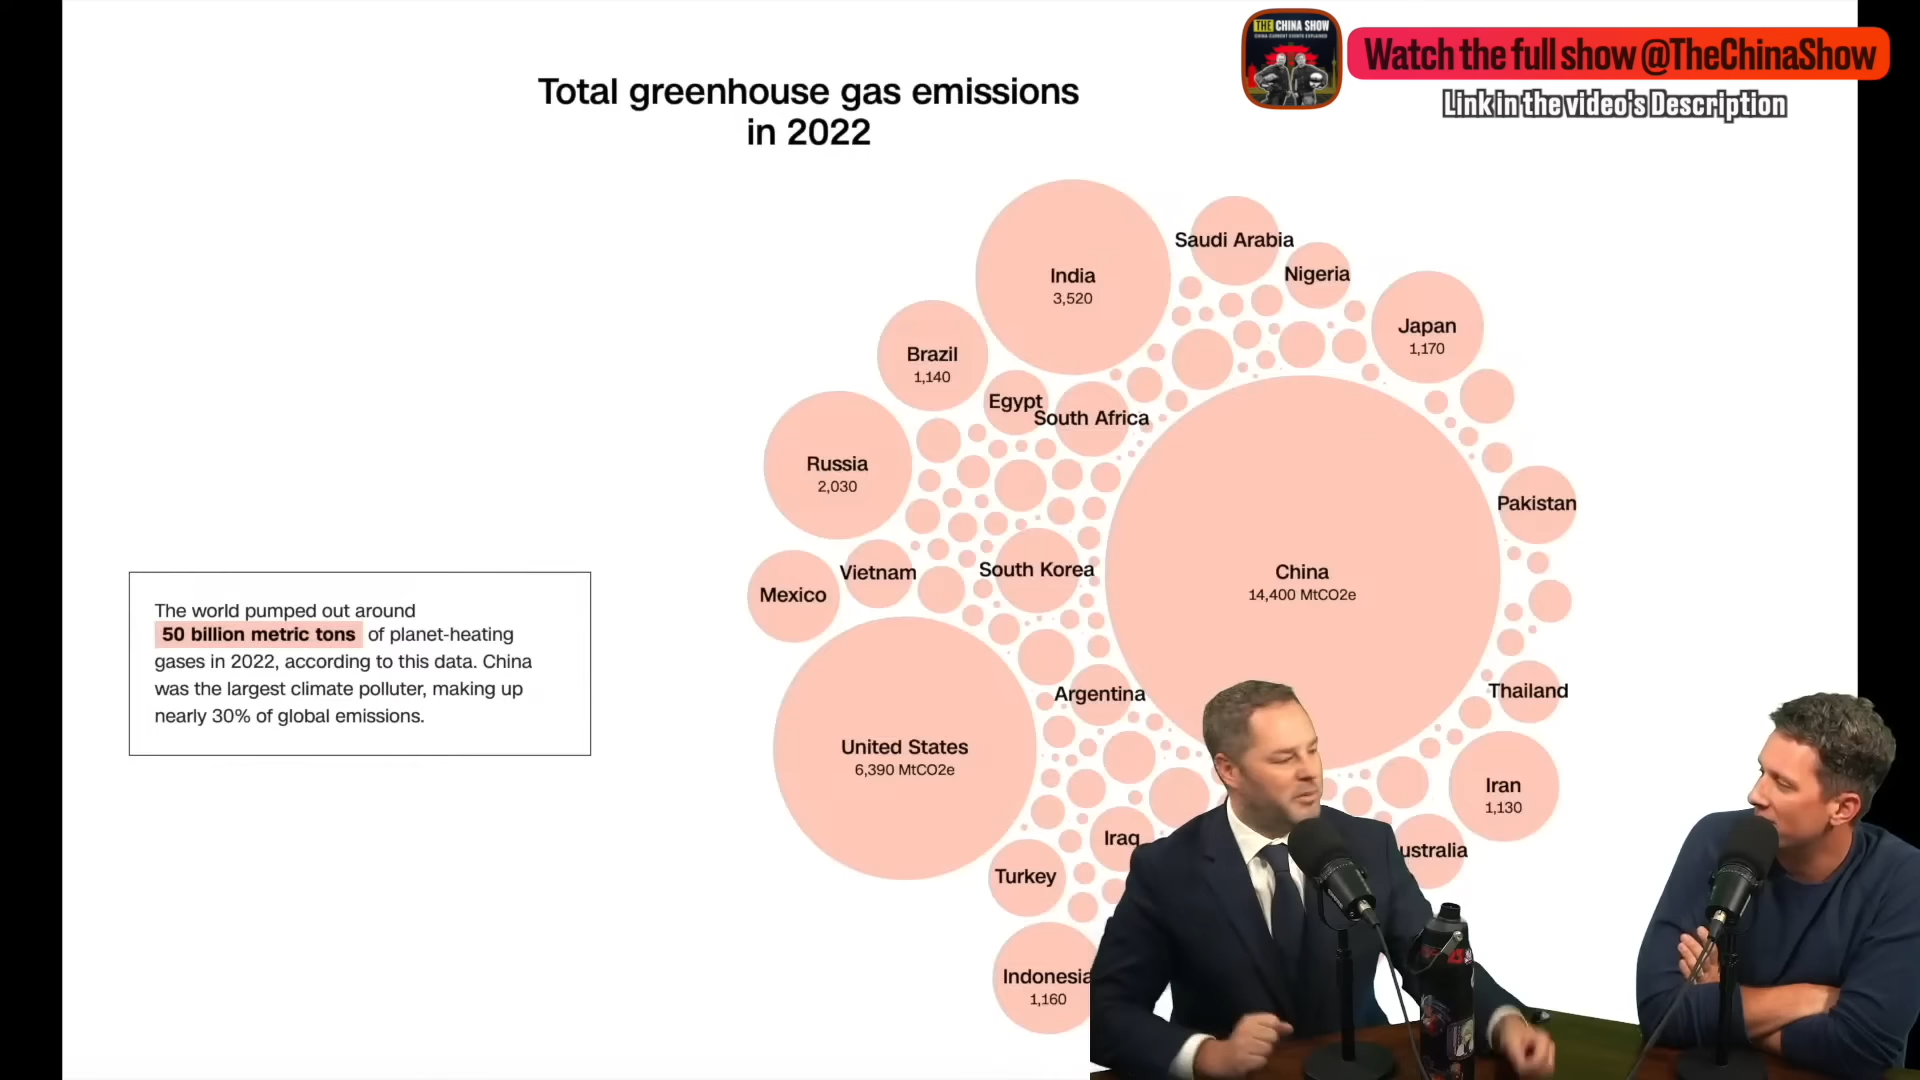 THE CHINA SHOW
CHINA CURRENT EVENTS EXPLAINED
Watch the full show @TheChinaShow
Link in the video's Description
Total greenhouse gas emissions
in 2022
India
3,520
Saudi Arabia
Nigeria
Japan
1,170
Brazil
1,140
Egypt
South Africa
Russia
2,030
Pakistan
Mexico
Vietnam
South Korea
China
14,400 MtCO2e
The world pumped out around
50 billion metric tons of planet-heating
gases in 2022, according to this data. China
was the largest climate polluter, making up
nearly 30% of global emissions.
Argentina
Thailand
United States
6,390 MtCO2e
Iran
1,130
Iraq
ustralia
Turkey
Indonesia
1,160